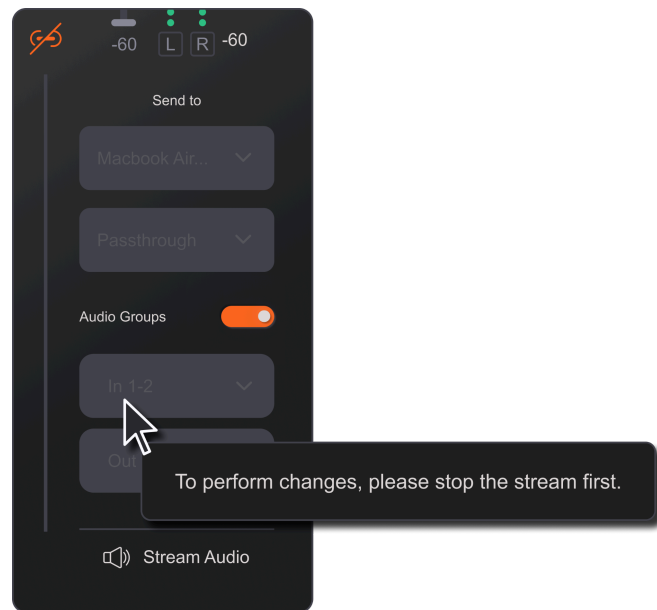 -60 L R -60
Send to
Macbook Air...
Passthrough
Audio Groups
In 1-2
Out
To perform changes, please stop the stream first.
Stream Audio